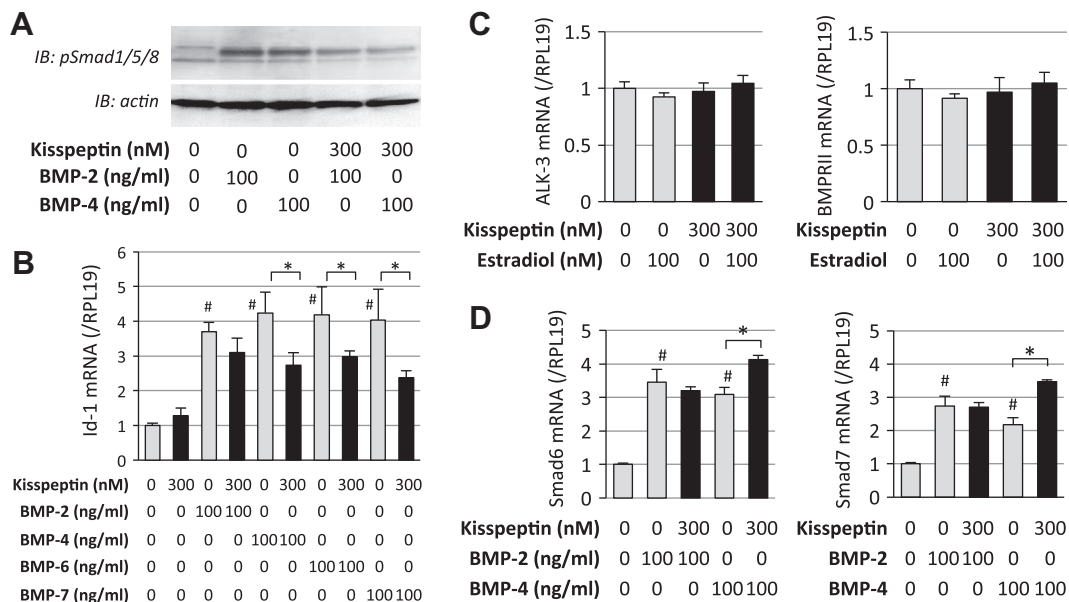 A
IB: pSmad1/5/8
IB: actin
Kisspeptin (nM) 0 0 0 300 300
BMP-2 (ng/ml) 0 100 0 100 0
BMP-4 (ng/ml) 0 0 100 0 100
B
Id-1 mRNA (/RPL19)
6
5
4
3
2
1
0
# # # #
* * *
Kisspeptin (nM) 0 300 0 300 0 300 0 300 0 300
BMP-2 (ng/ml) 0 0 100 100 0 0 0 0 0 0
BMP-4 (ng/ml) 0 0 0 0 100 100 0 0 0 0
BMP-6 (ng/ml) 0 0 0 0 0 0 100 100 0 0
BMP-7 (ng/ml) 0 0 0 0 0 0 0 0 100 100
C
ALK-3 mRNA (/RPL19)
1.5
1
0.5
0
Kisspeptin (nM) 0 0 300 300
Estradiol (nM) 0 100 0 100
BMPRII mRNA (/RPL19)
1.5
1
0.5
0
Kisspeptin 0 0 300 300
Estradiol 0 100 0 100
D
Smad6 mRNA (/RPL19)
5
4
3
2
1
0
# #
*
Kisspeptin (nM) 0 0 300 0 300
BMP-2 (ng/ml) 0 100 100 0 0
BMP-4 (ng/ml) 0 0 0 100 100
Smad7 mRNA (/RPL19)
5
4
3
2
1
0
# #
*
Kisspeptin 0 0 300 0 300
BMP-2 0 100 100 0 0
BMP-4 0 0 0 100 100